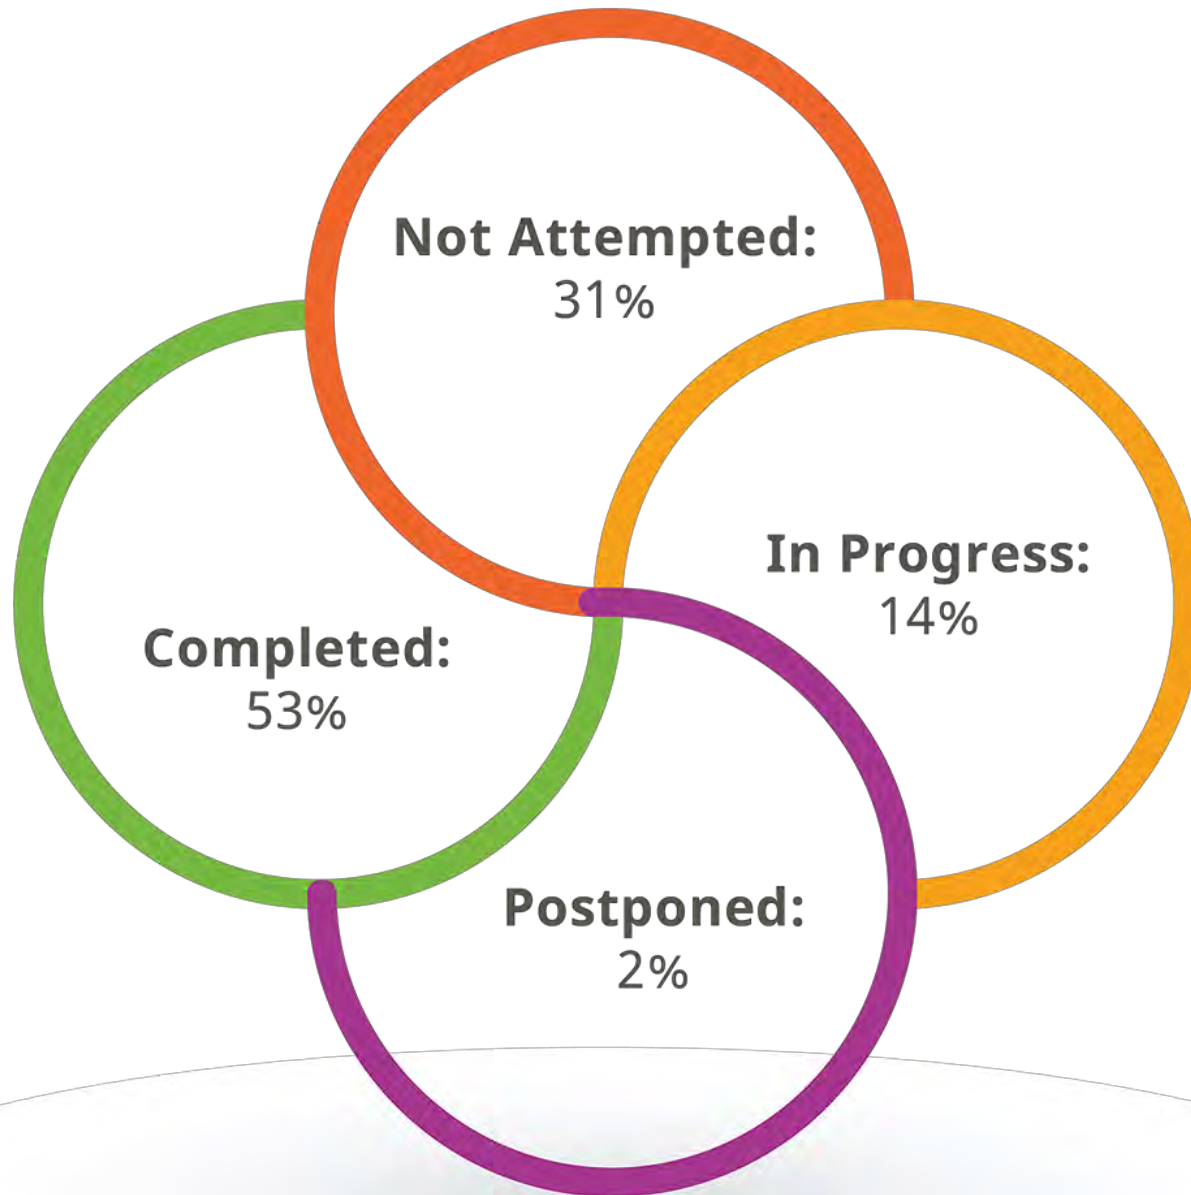 Not Attempted:
31%
In Progress:
14%
Completed:
53%
Postponed:
2%